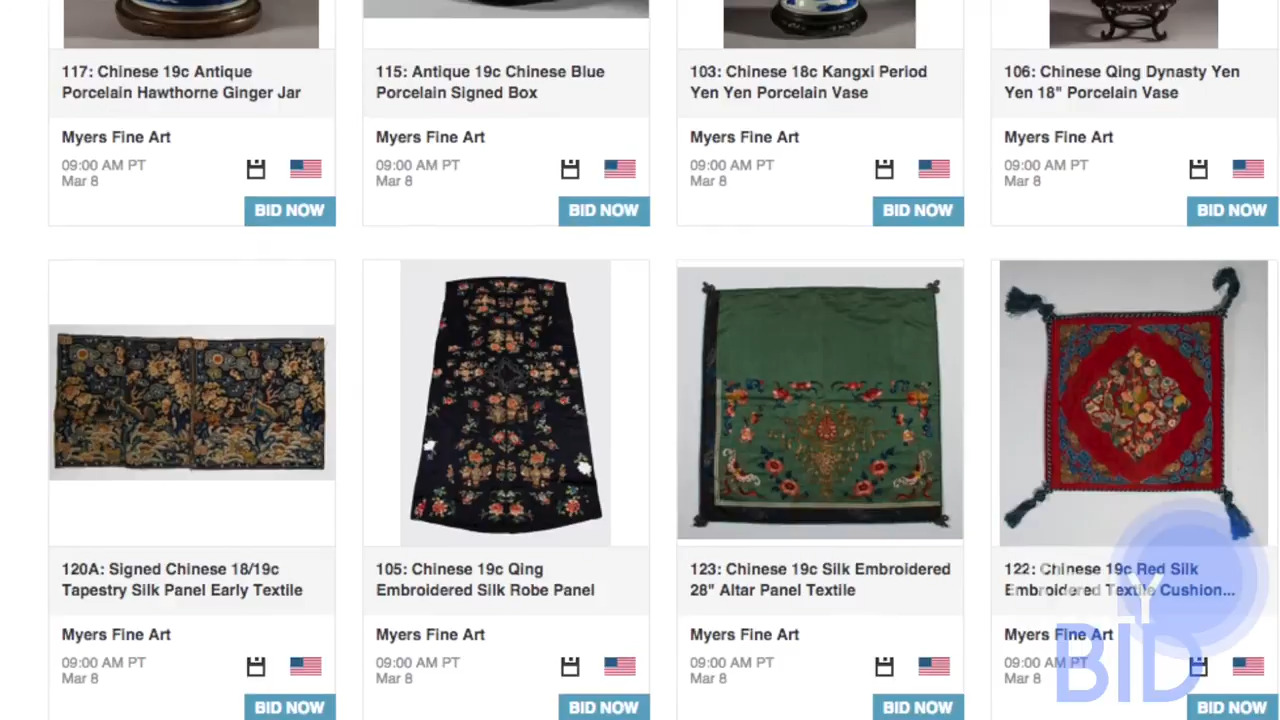 117: Chinese 19c Antique
Porcelain Hawthorne Ginger Jar
Myers Fine Art
09:00 AM PT
Mar 8
BID NOW
115: Antique 19c Chinese Blue
Porcelain Signed Box
Myers Fine Art
09:00 AM PT
Mar 8
BID NOW
103: Chinese 18c Kangxi Period
Yen Yen Porcelain Vase
Myers Fine Art
09:00 AM PT
Mar 8
BID NOW
106: Chinese Qing Dynasty Yen
Yen 18" Porcelain Vase
Myers Fine Art
09:00 AM PT
Mar 8
BID NOW
120A: Signed Chinese 18/19c
Tapestry Silk Panel Early Textile
Myers Fine Art
09:00 AM PT
Mar 8
BID NOW
105: Chinese 19c Qing
Embroidered Silk Robe Panel
Myers Fine Art
09:00 AM PT
Mar 8
BID NOW
123: Chinese 19c Silk Embroidered
28" Altar Panel Textile
Myers Fine Art
09:00 AM PT
Mar 8
BID NOW
122: Chinese 19c Red Silk
Embroidered Textile Cushion...
Myers Fine Art
09:00 AM PT
Mar 8
BID NOW
Y
BID